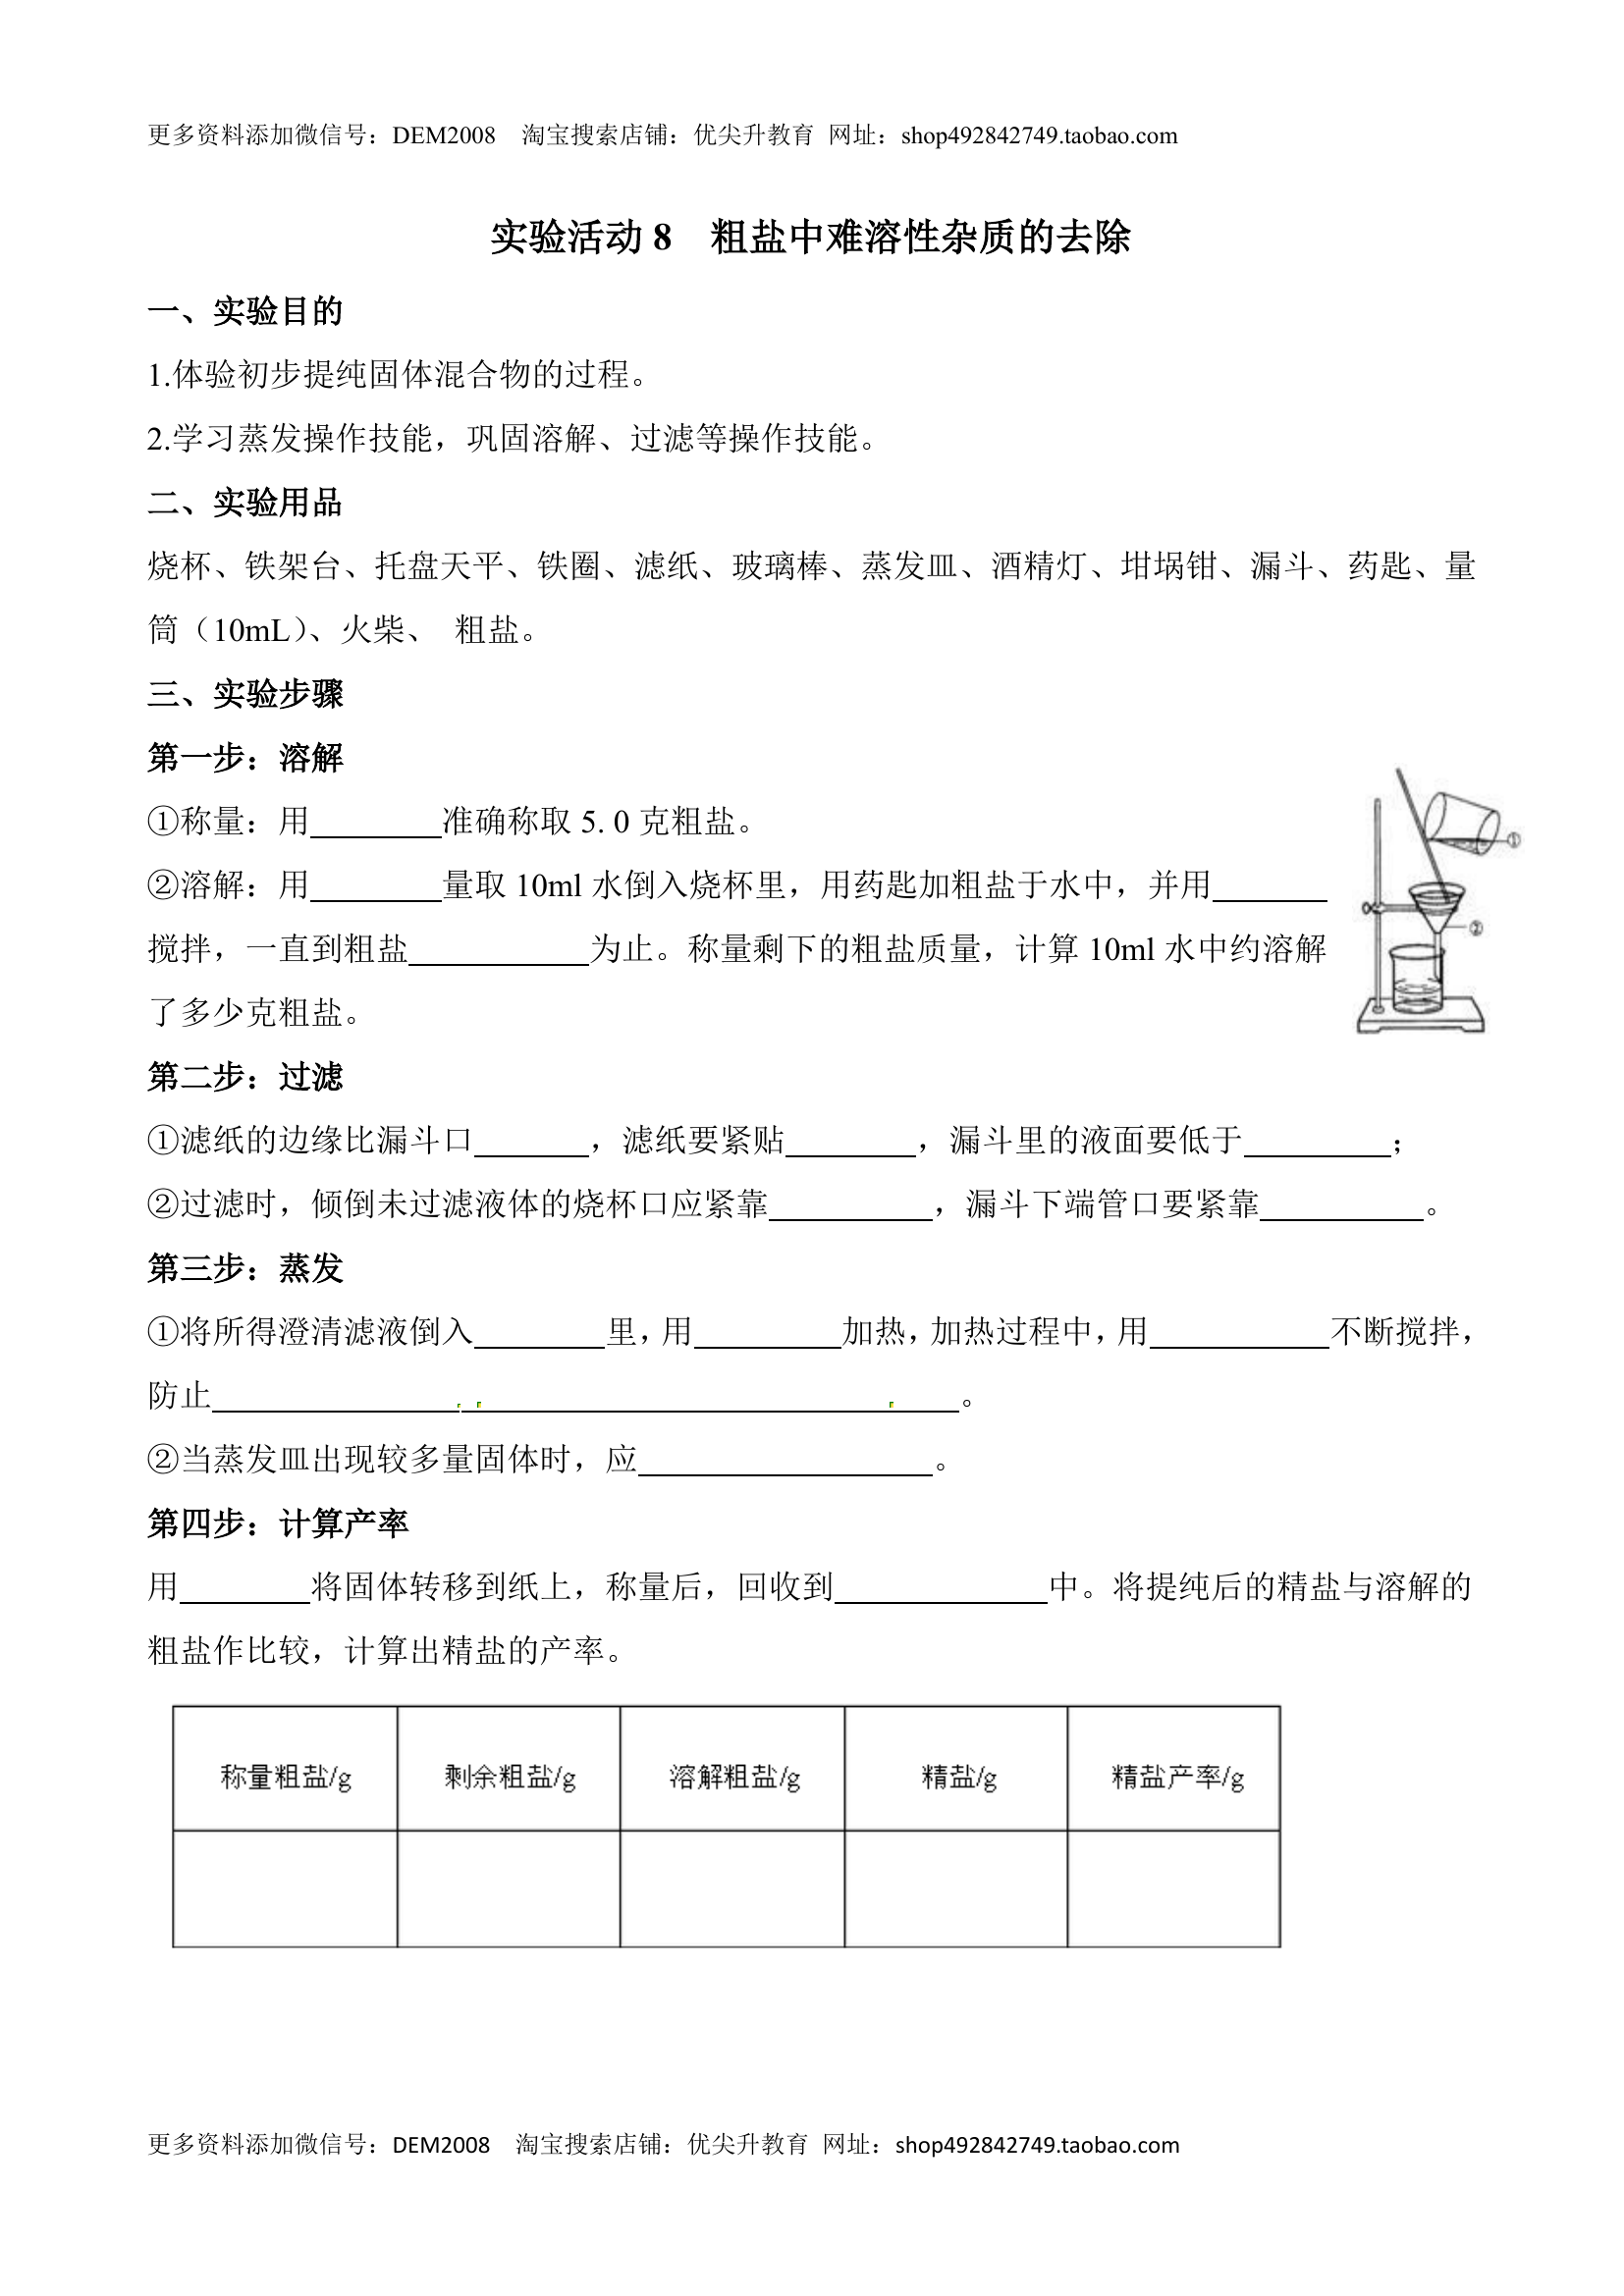 更多资料添加微信号：DEM2008 淘宝搜索店铺：优尖升教育 网址：shop492842749.taobao.com
实验活动 8 粗盐中难溶性杂质的去除
一、实验目的
1.体验初步提纯固体混合物的过程。
2.学习蒸发操作技能，巩固溶解、过滤等操作技能。
二、实验用品
烧杯、铁架台、托盘天平、铁圈、滤纸、玻璃棒、蒸发皿、酒精灯、坩埚钳、漏斗、药匙、量
筒（10mL）、火柴、 粗盐。
三、实验步骤
第一步：溶解
①称量：用________准确称取 5. 0 克粗盐。
②溶解：用________量取 10ml 水倒入烧杯里，用药匙加粗盐于水中，并用_______
搅拌，一直到粗盐___________为止。称量剩下的粗盐质量，计算 10ml 水中约溶解
了多少克粗盐。
①
②
第二步：过滤
①滤纸的边缘比漏斗口_______，滤纸要紧贴________，漏斗里的液面要低于_________；
②过滤时，倾倒未过滤液体的烧杯口应紧靠__________，漏斗下端管口要紧靠__________。
第三步：蒸发
①将所得澄清滤液倒入________里，用_________加热，加热过程中，用___________不断搅拌，
防止______________________________________________。
②当蒸发皿出现较多量固体时，应__________________。
第四步：计算产率
用________将固体转移到纸上，称量后，回收到_____________中。将提纯后的精盐与溶解的
粗盐作比较，计算出精盐的产率。
称量粗盐/g 剩余粗盐/g 溶解粗盐/g 精盐/g 精盐产率/g
更多资料添加微信号：DEM2008 淘宝搜索店铺：优尖升教育 网址：shop492842749.taobao.com